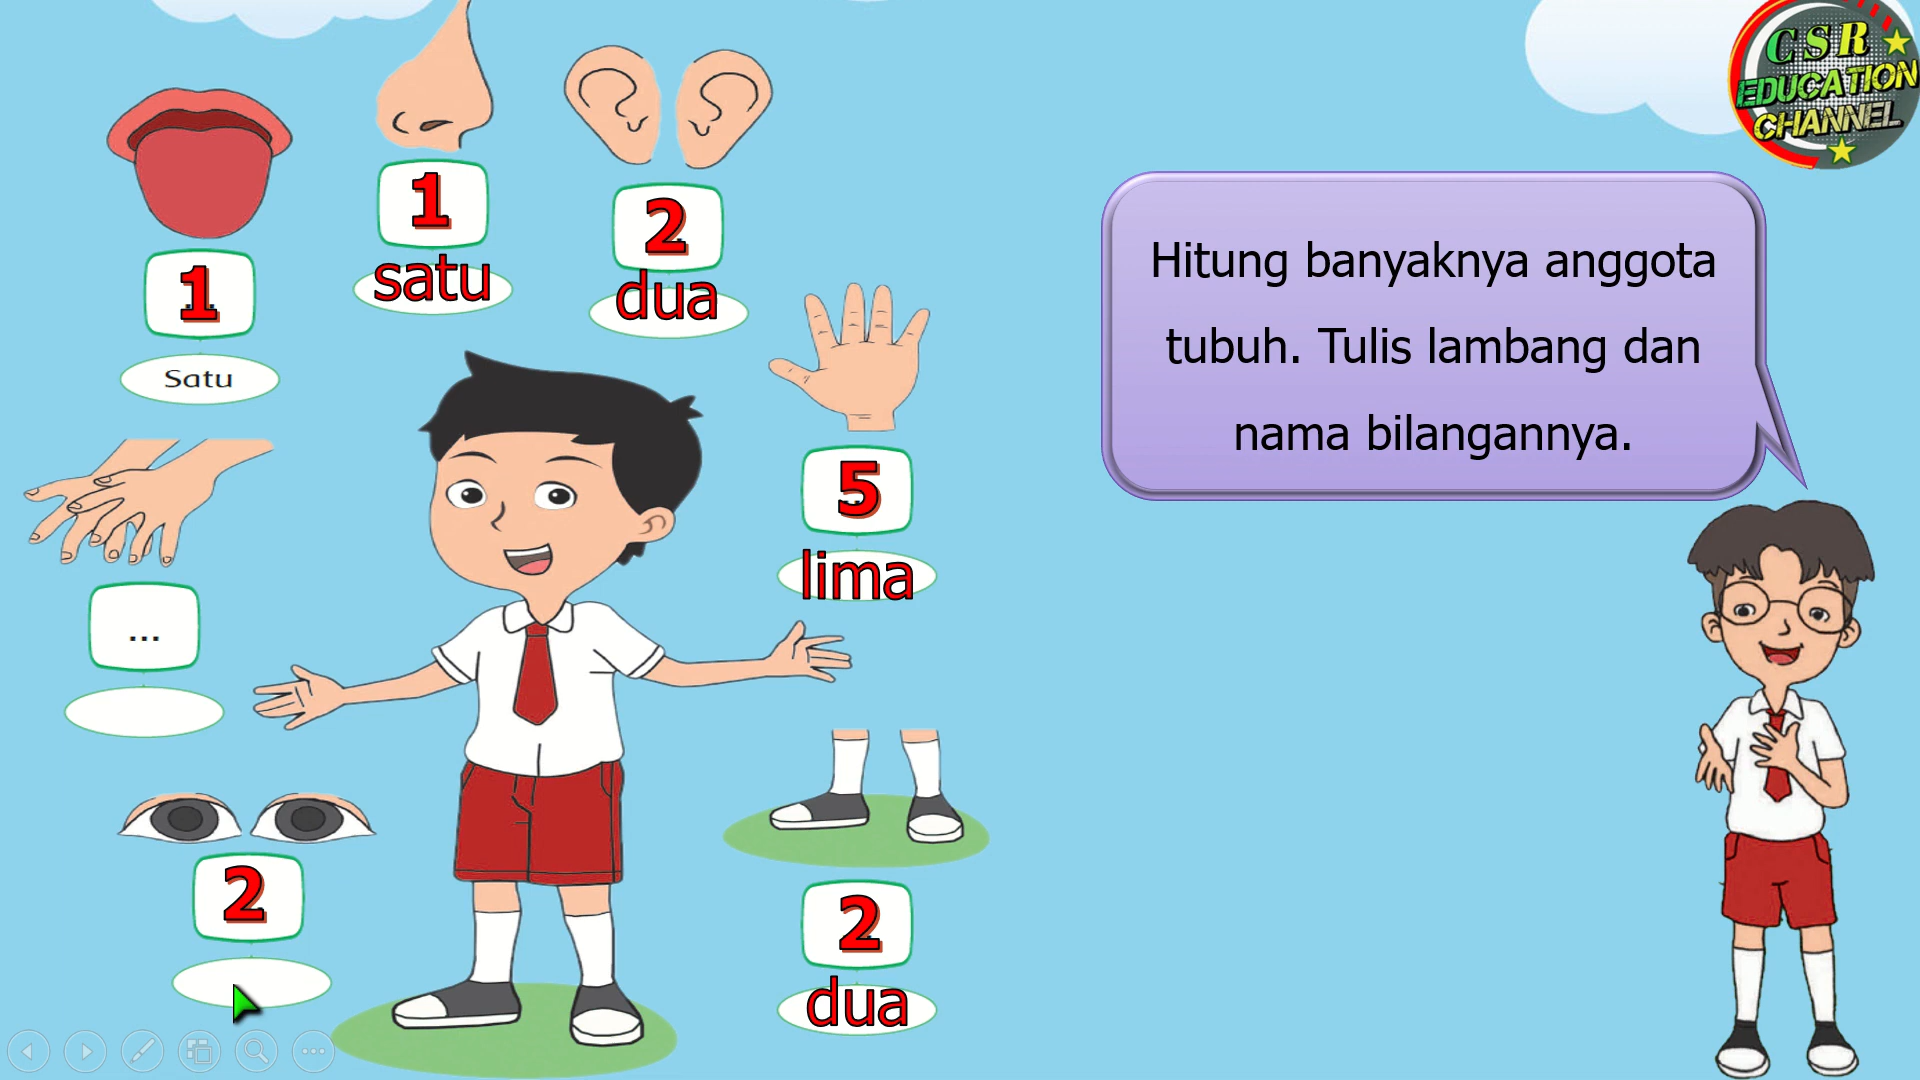 CSR
EDUCATION
CHANNEL
1
satu
2
dua
1
Satu
Hitung banyaknya anggota
tubuh. Tulis lambang dan
nama bilangannya.
5
lima
...
2
2
dua